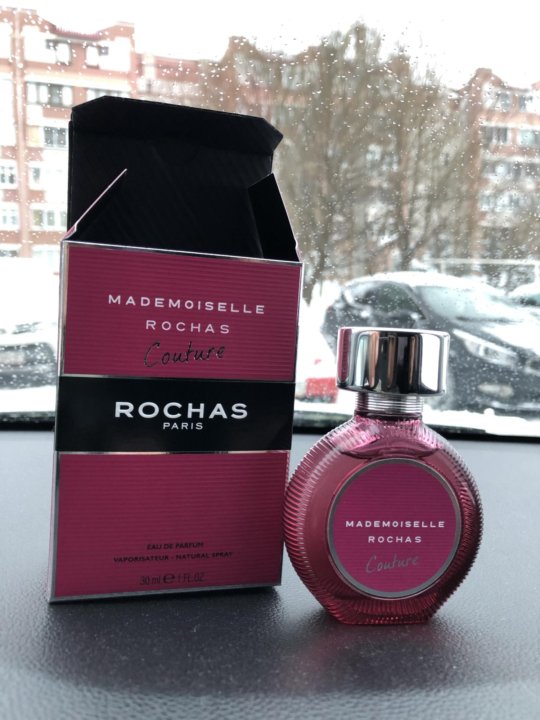 MADEMOISELLE
ROCHAS
Couture
ROCHAS
PARIS
EAU DE PARFUM
VAPORISATEUR - NATURAL SPRAY
30 ml ℮ 1 FL.OZ.
MADEMOISELLE
ROCHAS
Couture